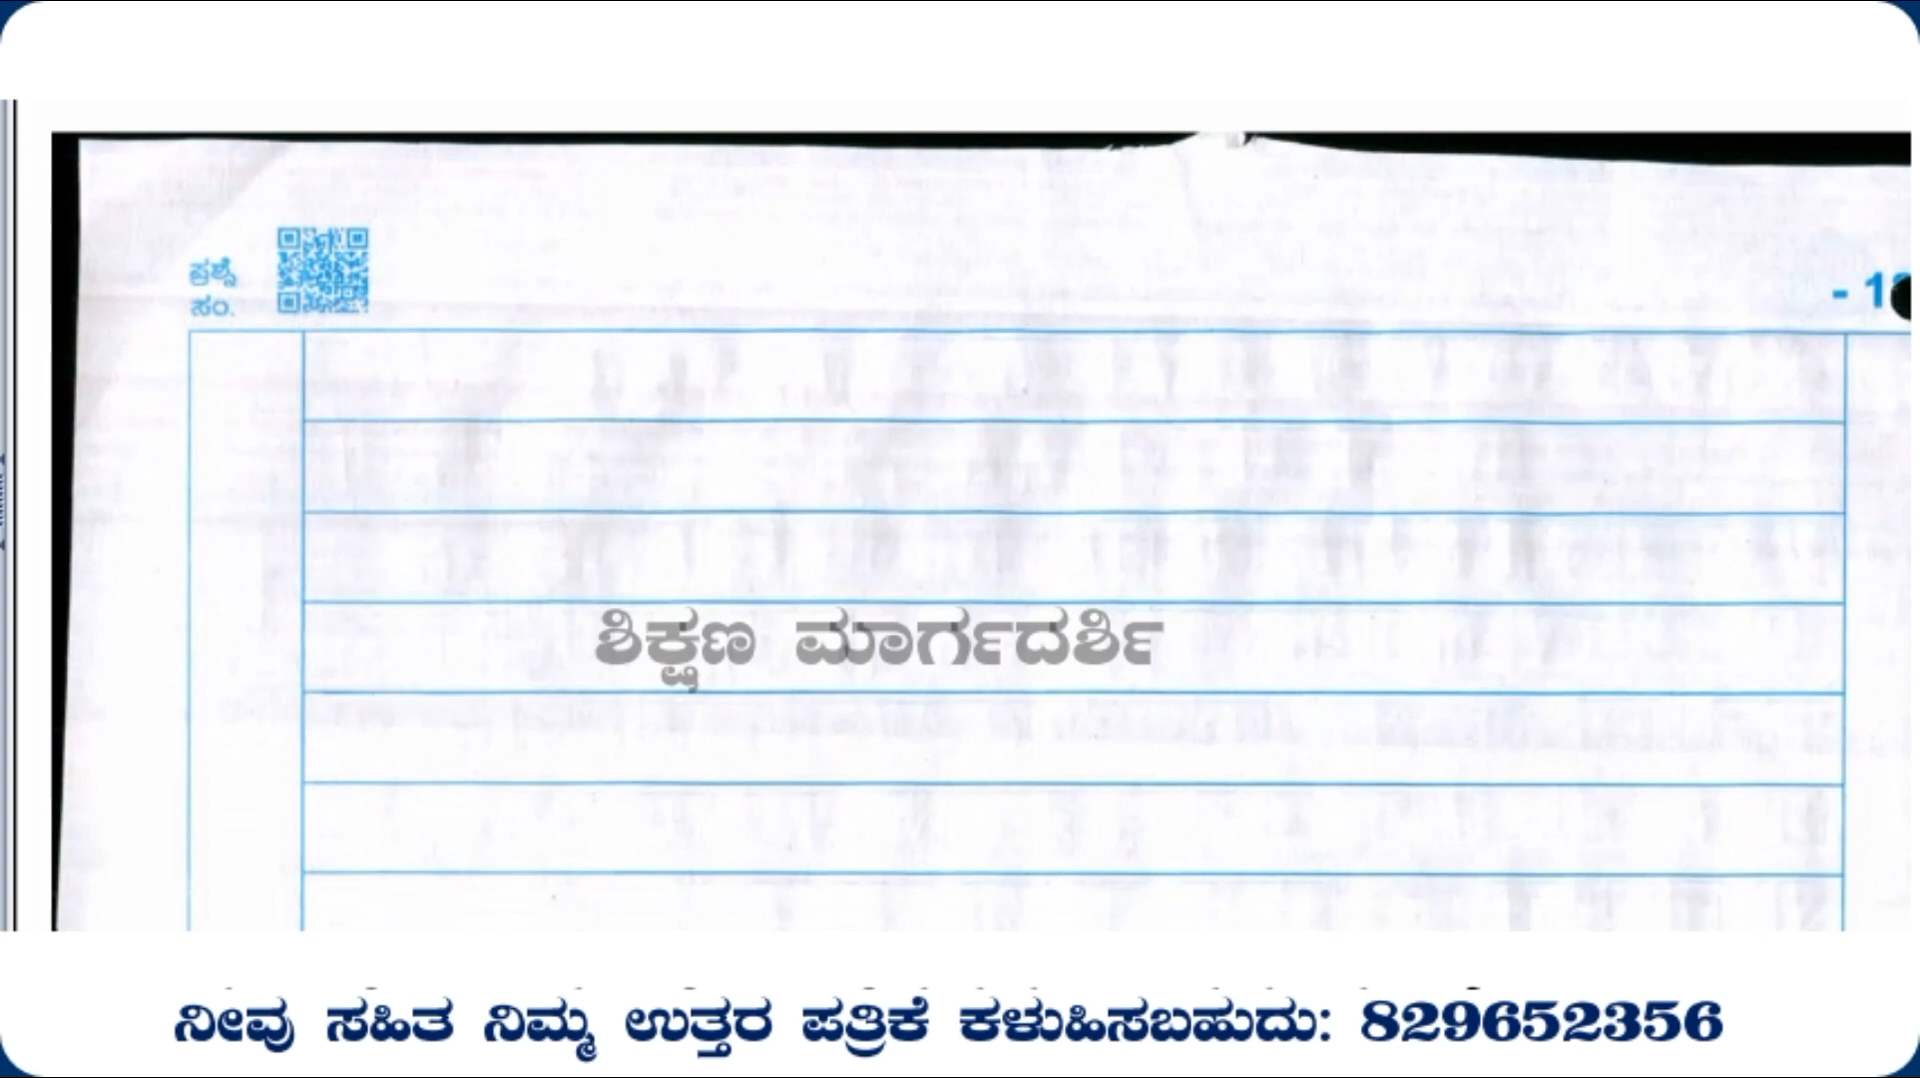 ಪ್ರಶ್ನೆ
ಸಂ.
- 1
ಶಿಕ್ಷಣ ಮಾರ್ಗದರ್ಶಿ
ನೀವು ಸಹಿತ ನಿಮ್ಮ ಉತ್ತರ ಪತ್ರಿಕೆ ಕಳುಹಿಸಬಹುದು: 829652356